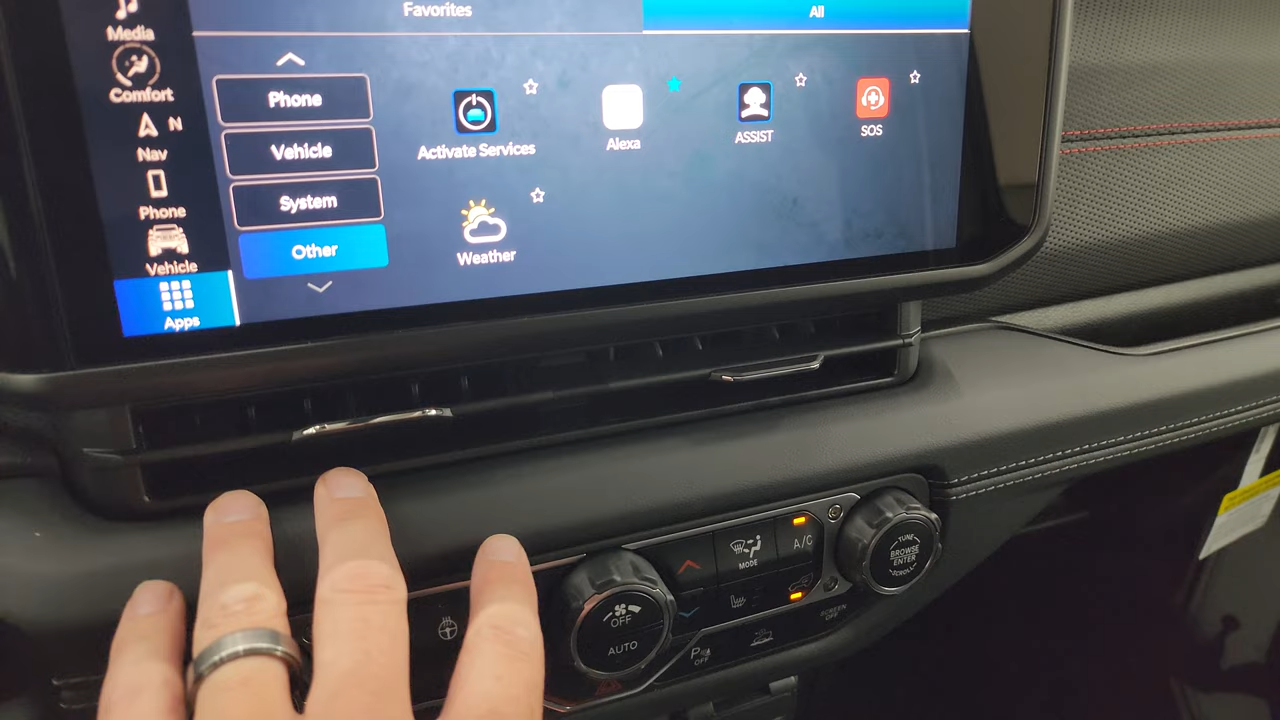 Favorites
All
Media
Comfort
N
Nav
Phone
Vehicle
Apps
Phone
Vehicle
System
Other
Activate Services
Alexa
ASSIST
SOS
Weather
MODE
A/C
OFF
AUTO
TUNE
BROWSE
ENTER
SCROLL
SCREEN
OFF
P
OFF